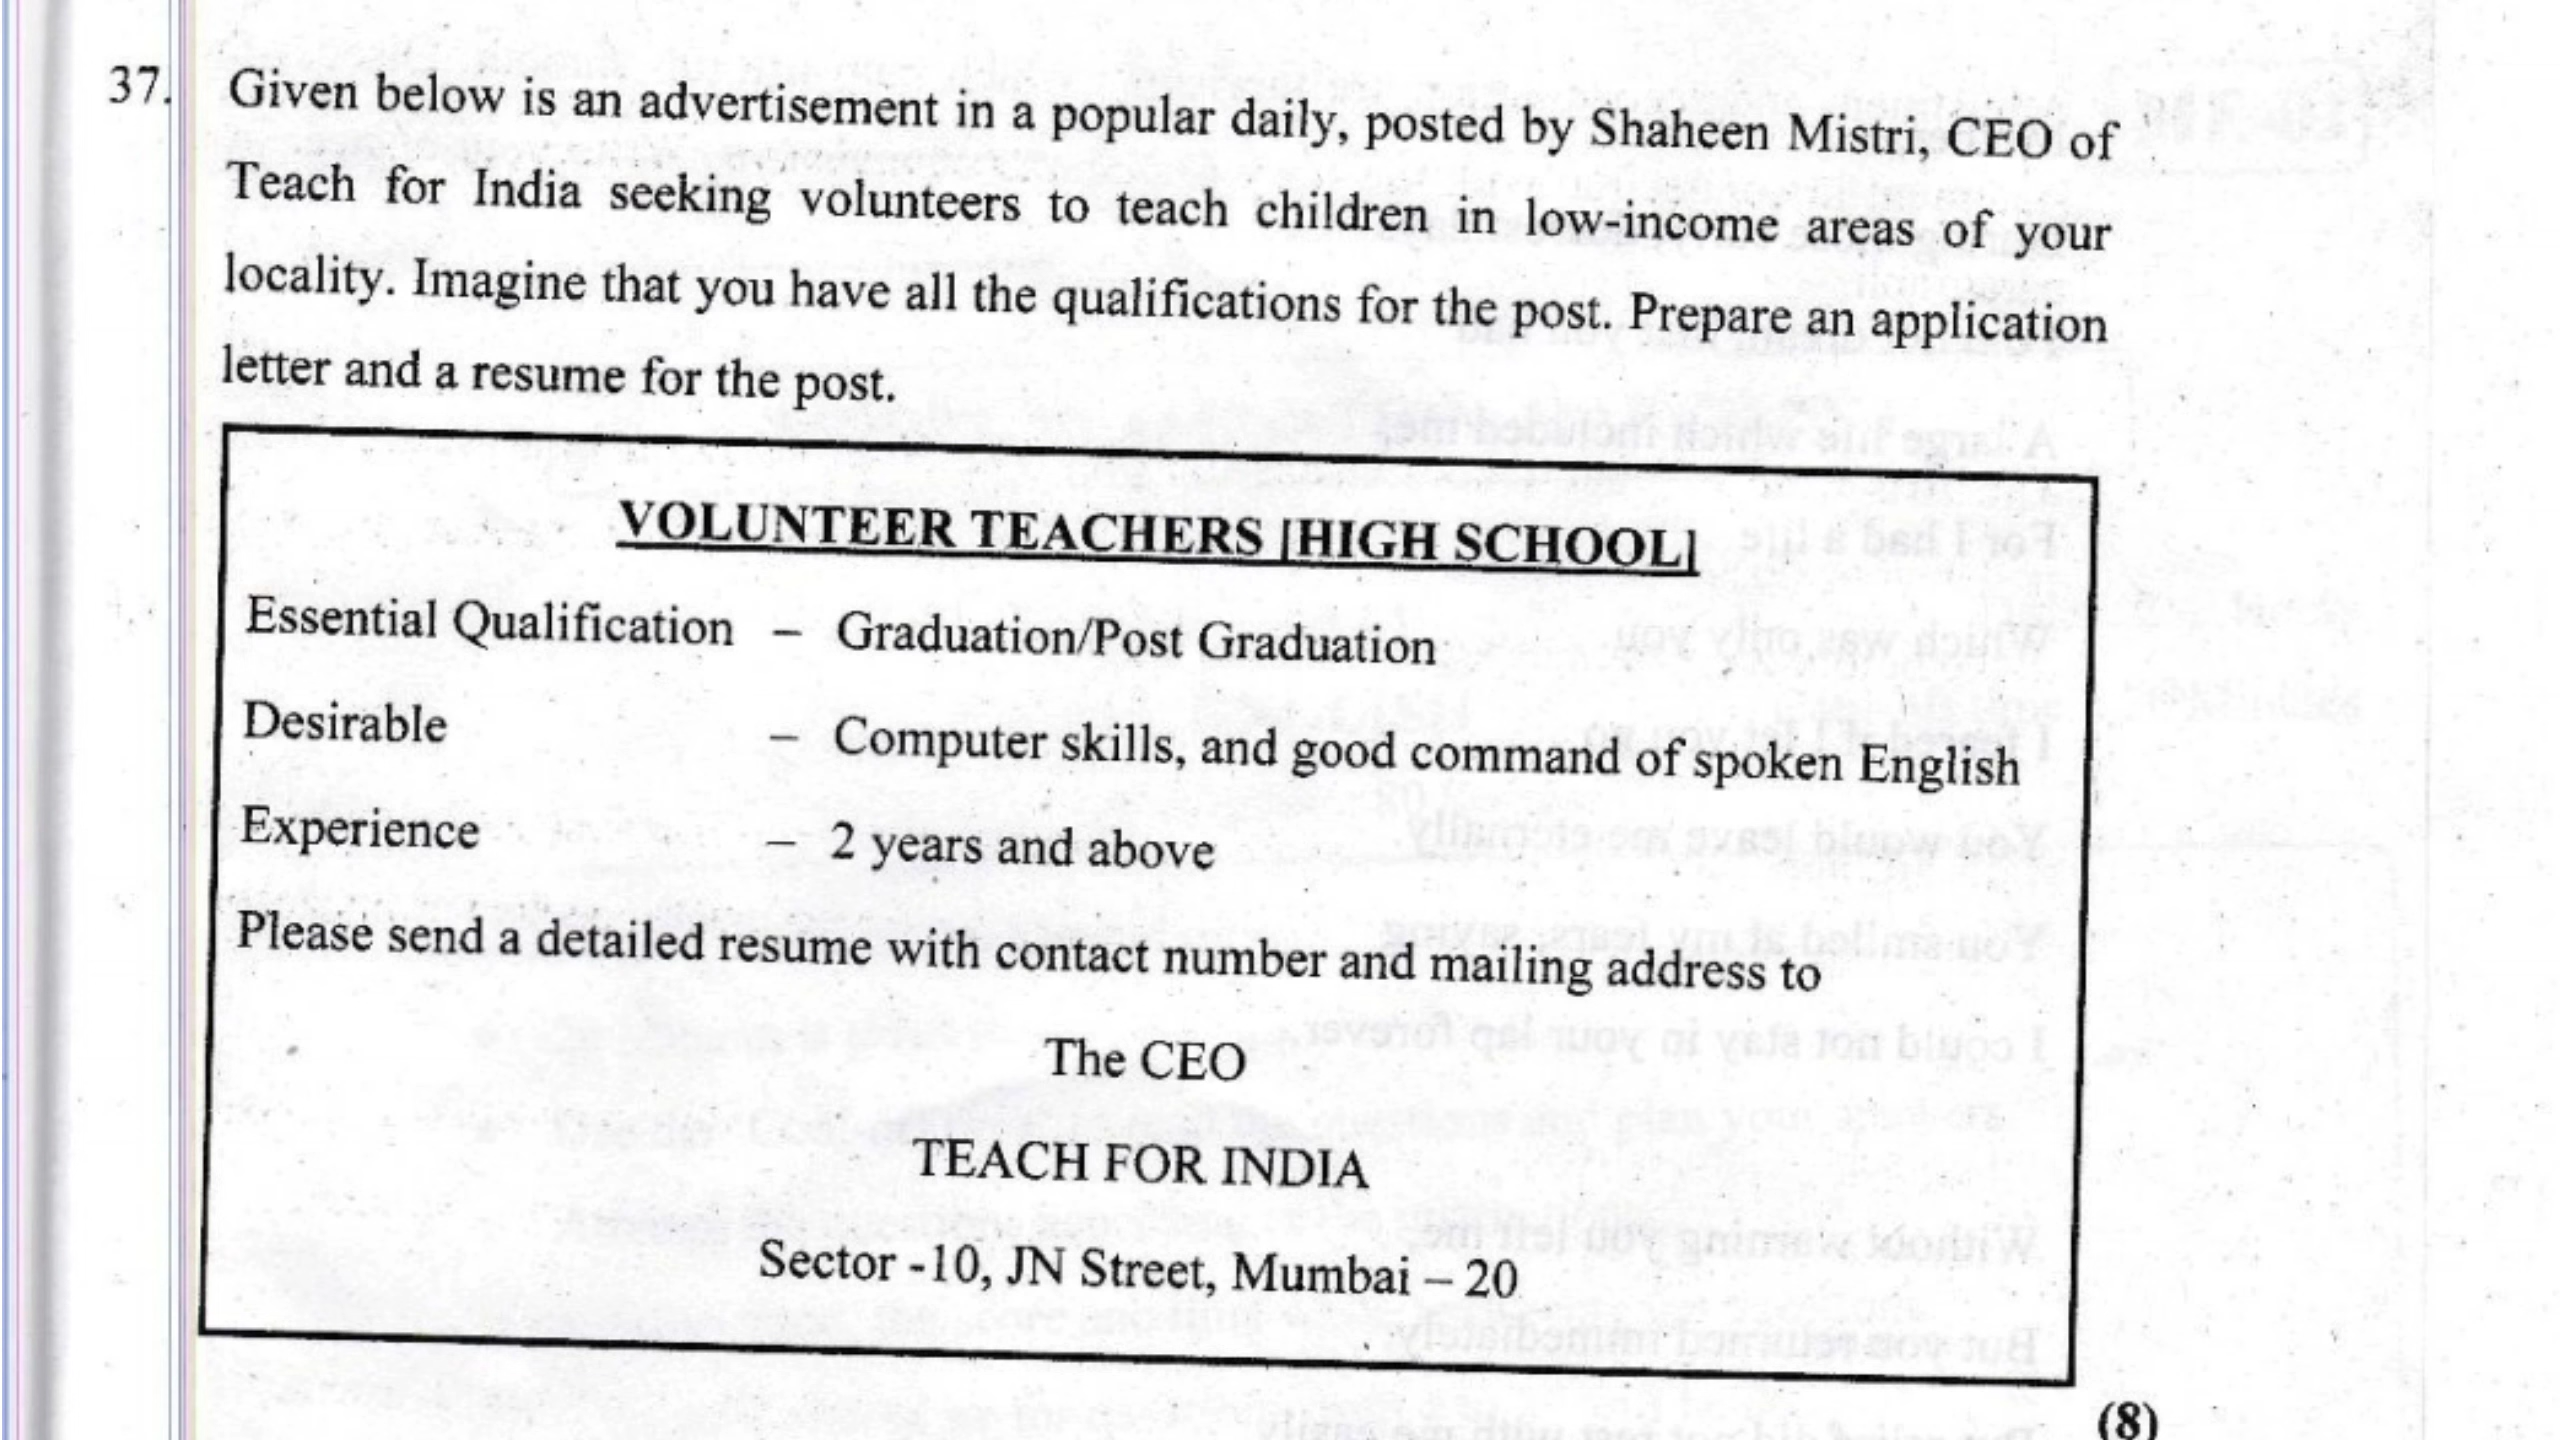 37. Given below is an advertisement in a popular daily, posted by Shaheen Mistri, CEO of
Teach for India seeking volunteers to teach children in low-income areas of your
locality. Imagine that you have all the qualifications for the post. Prepare an application
letter and a resume for the post.
VOLUNTEER TEACHERS [HIGH SCHOOL]
Essential Qualification – Graduation/Post Graduation
Desirable – Computer skills, and good command of spoken English
Experience – 2 years and above
Please send a detailed resume with contact number and mailing address to
The CEO
TEACH FOR INDIA
Sector -10, JN Street, Mumbai – 20
(8)